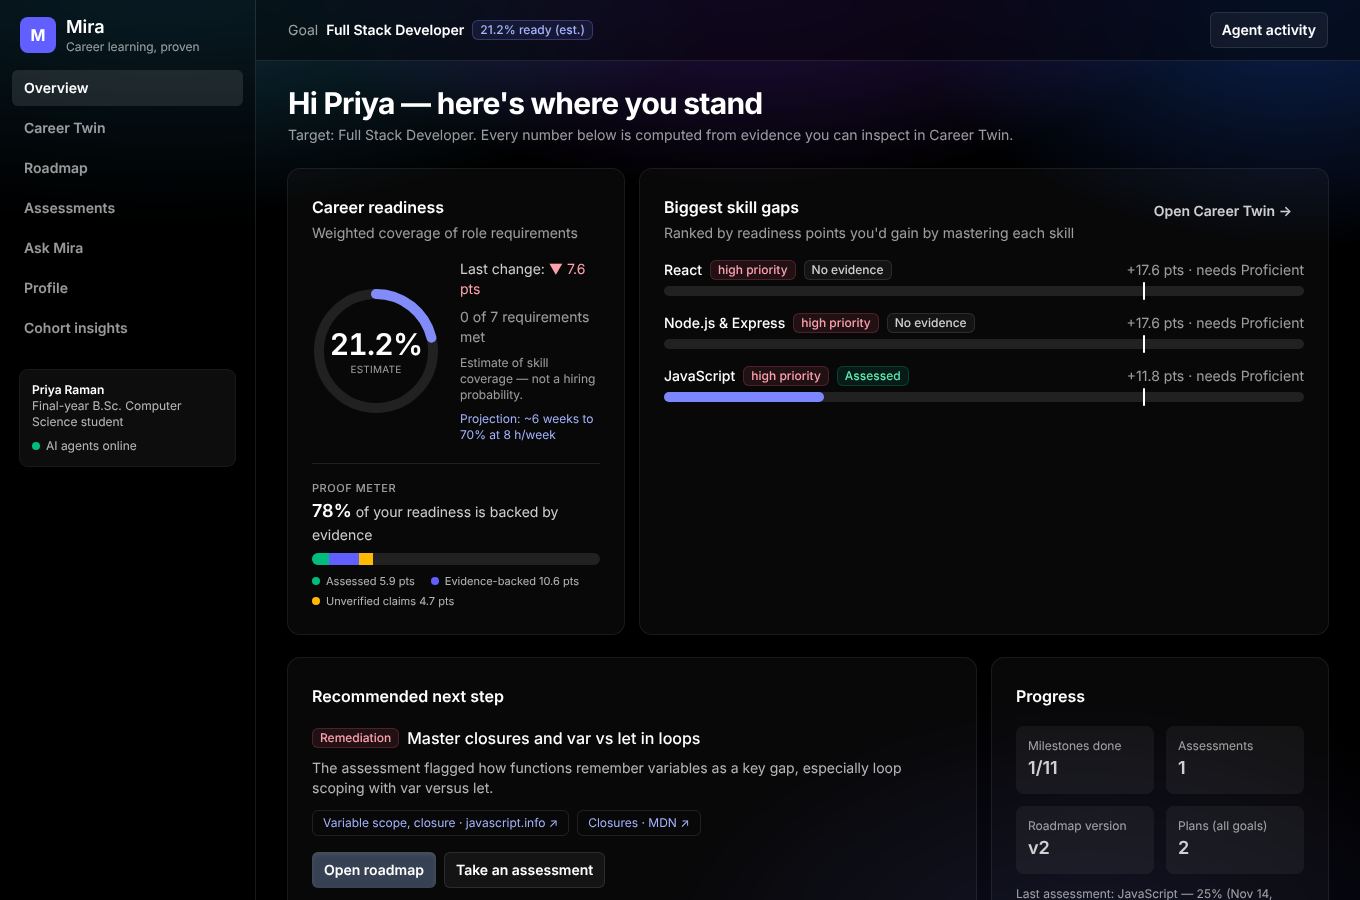 M
Mira
Career learning, proven
Overview
Career Twin
Roadmap
Assessments
Ask Mira
Profile
Cohort insights
Priya Raman
Final-year B.Sc. Computer
Science student
AI agents online
Goal Full Stack Developer 21.2% ready (est.)
Agent activity
Hi Priya — here's where you stand
Target: Full Stack Developer. Every number below is computed from evidence you can inspect in Career Twin.
Career readiness
Weighted coverage of role requirements
21.2%
ESTIMATE
Last change: ▼ 7.6
pts
0 of 7 requirements
met
Estimate of skill
coverage — not a hiring
probability.
Projection: ~6 weeks to
70% at 8 h/week
PROOF METER
78% of your readiness is backed by
evidence
Assessed 5.9 pts Evidence-backed 10.6 pts
Unverified claims 4.7 pts
Biggest skill gaps
Ranked by readiness points you'd gain by mastering each skill
Open Career Twin →
React high priority No evidence +17.6 pts · needs Proficient
Node.js & Express high priority No evidence +17.6 pts · needs Proficient
JavaScript high priority Assessed +11.8 pts · needs Proficient
Recommended next step
Remediation Master closures and var vs let in loops
The assessment flagged how functions remember variables as a key gap, especially loop
scoping with var versus let.
Variable scope, closure · javascript.info ↗ Closures · MDN ↗
Open roadmap Take an assessment
Progress
Milestones done
1/11
Assessments
1
Roadmap version
v2
Plans (all goals)
2
Last assessment: JavaScript — 25% (Nov 14,